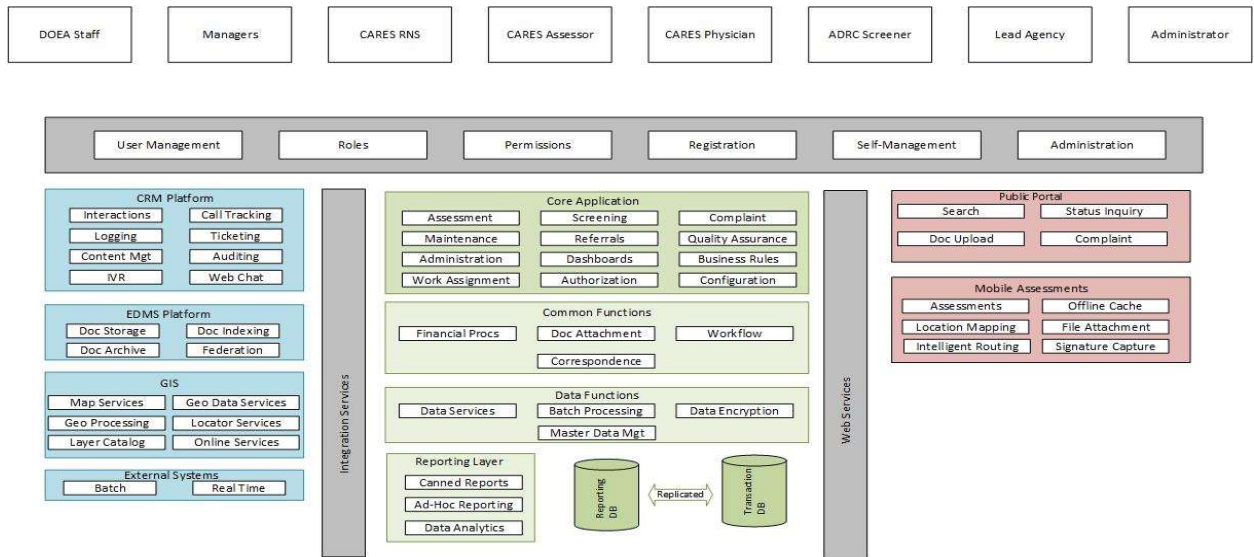 DOEA Staff
Managers
CARES RNS
CARES Assessor
CARES Physician
ADRC Screener
Lead Agency
Administrator
User Management
Roles
Permissions
Registration
Self-Management
Administration
CRM Platform
Interactions
Call Tracking
Logging
Ticketing
Content Mgt
Auditing
IVR
Web Chat
EDMS Platform
Doc Storage
Doc Indexing
Doc Archive
Federation
GIS
Map Services
Geo Data Services
Geo Processing
Locator Services
Layer Catalog
Online Services
External Systems
Batch
Real Time
Integration Services
Core Application
Assessment
Screening
Complaint
Maintenance
Referrals
Quality Assurance
Administration
Dashboards
Business Rules
Work Assignment
Authorization
Configuration
Common Functions
Financial Procs
Doc Attachment
Workflow
Correspondence
Data Functions
Data Services
Batch Processing
Data Encryption
Master Data Mgt
Reporting Layer
Canned Reports
Ad-Hoc Reporting
Data Analytics
Reporting
DB
Replicated
Transaction
DB
Web Services
Public Portal
Search
Status Inquiry
Doc Upload
Complaint
Mobile Assessments
Assessments
Offline Cache
Location Mapping
File Attachment
Intelligent Routing
Signature Capture